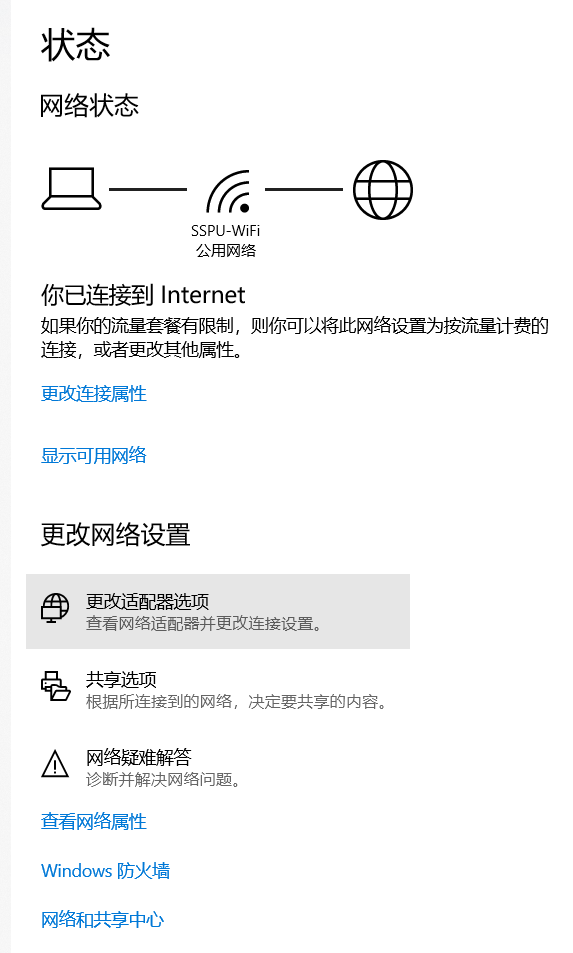 状态
网络状态
SSPU-WiFi
公用网络
你已连接到 Internet
如果你的流量套餐有限制，则你可以将此网络设置为按流量计费的
连接，或者更改其他属性。
更改连接属性
显示可用网络
更改网络设置
更改适配器选项
查看网络适配器并更改连接设置。
共享选项
根据所连接到的网络，决定要共享的内容。
网络疑难解答
诊断并解决网络问题。
查看网络属性
Windows 防火墙
网络和共享中心